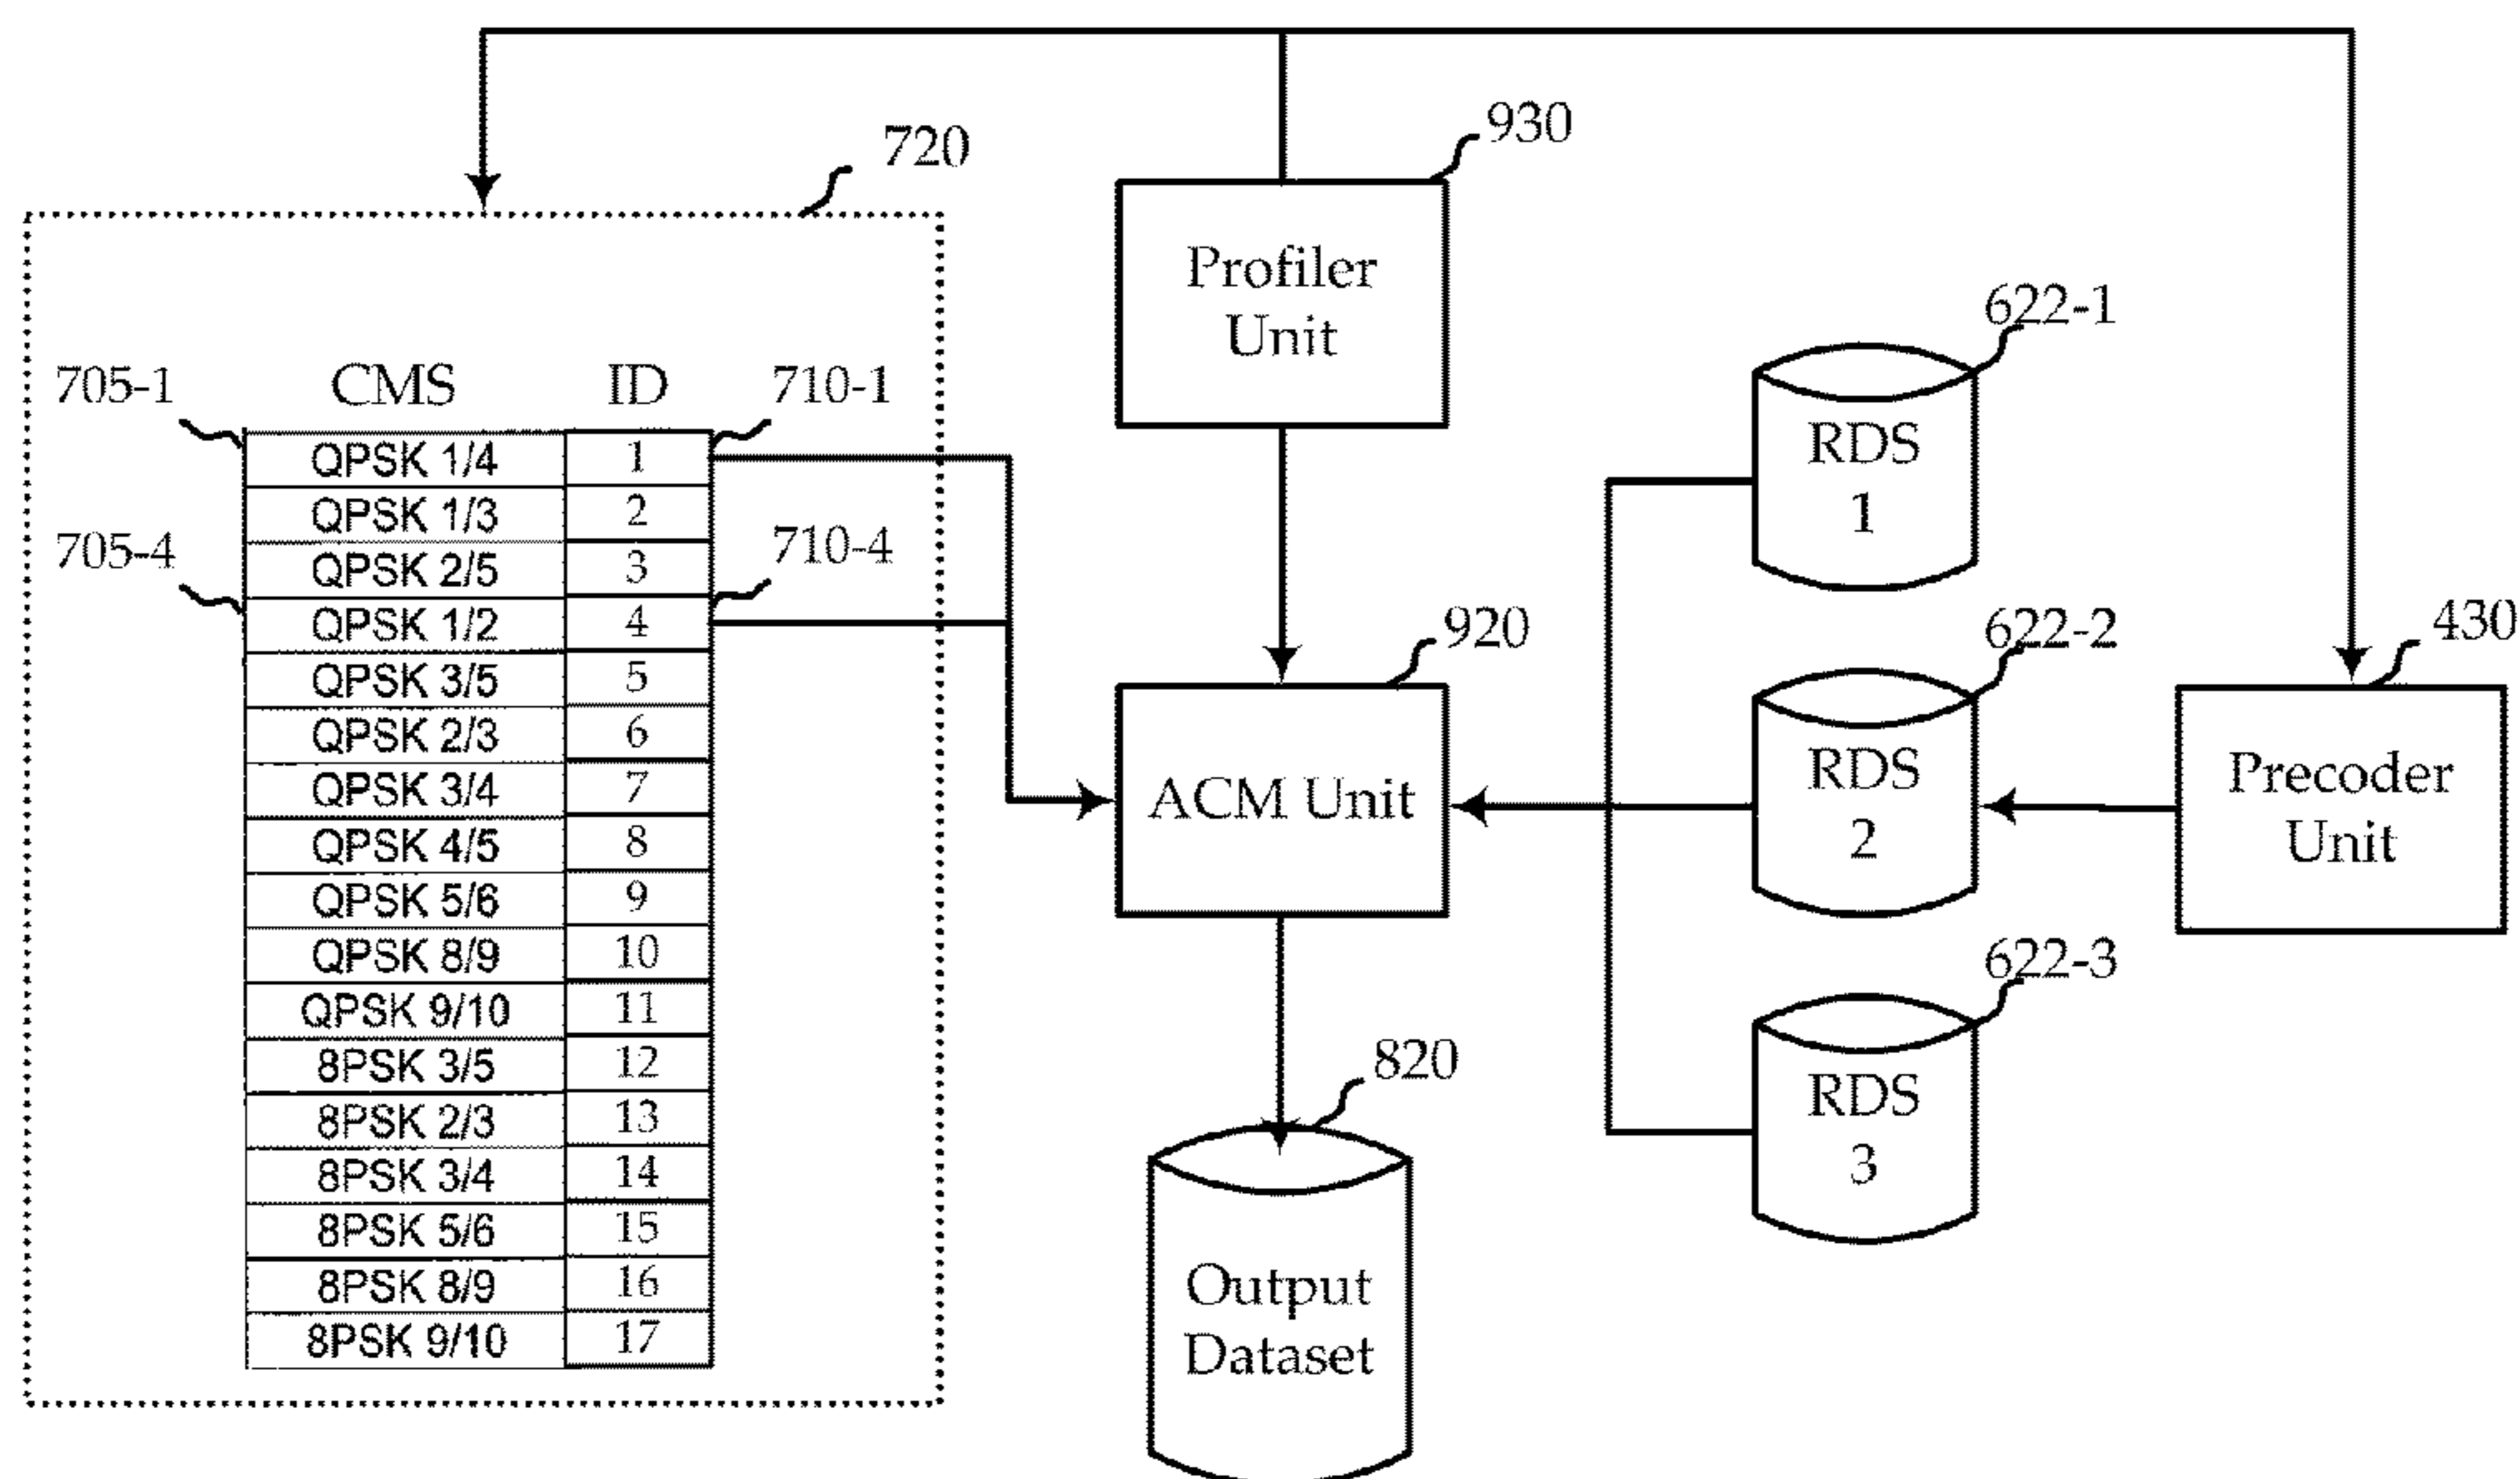 720
930
Profiler
Unit
622-1
705-1
CMS
ID
710-1
RDS
1
QPSK 1/4
1
QPSK 1/3
2
705-4
710-4
QPSK 2/5
3
QPSK 1/2
4
QPSK 3/5
5
QPSK 2/3
6
QPSK 3/4
7
QPSK 4/5
8
QPSK 5/6
9
QPSK 8/9
10
QPSK 9/10
11
8PSK 3/5
12
8PSK 2/3
13
8PSK 3/4
14
8PSK 5/6
15
8PSK 8/9
16
8PSK 9/10
17
920
ACM Unit
622-2
RDS
2
430
Precoder
Unit
622-3
RDS
3
820
Output
Dataset